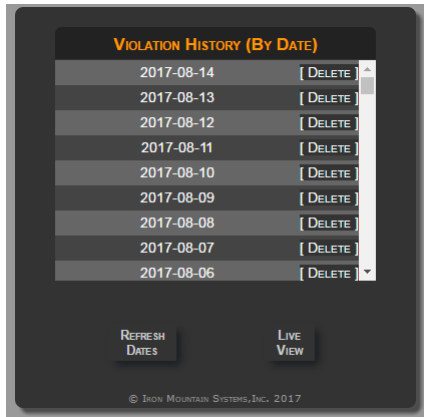 Violation History (By Date)
2017-08-14 [ Delete ]
2017-08-13 [ Delete ]
2017-08-12 [ Delete ]
2017-08-11 [ Delete ]
2017-08-10 [ Delete ]
2017-08-09 [ Delete ]
2017-08-08 [ Delete ]
2017-08-07 [ Delete ]
2017-08-06 [ Delete ]
Refresh Dates
Live View
© Iron Mountain Systems, Inc. 2017